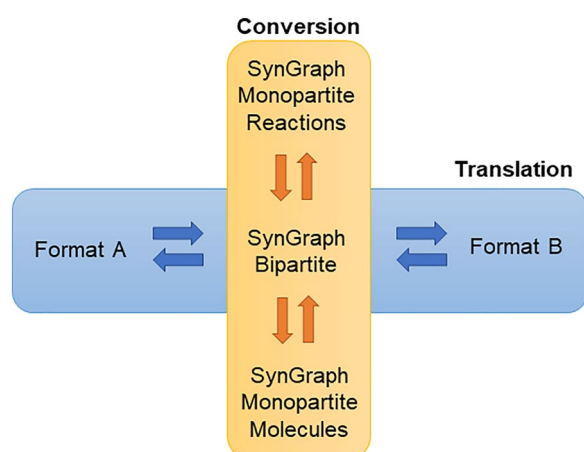 Conversion
SynGraph
Monopartite
Reactions
Translation
Format A
SynGraph
Bipartite
Format B
SynGraph
Monopartite
Molecules